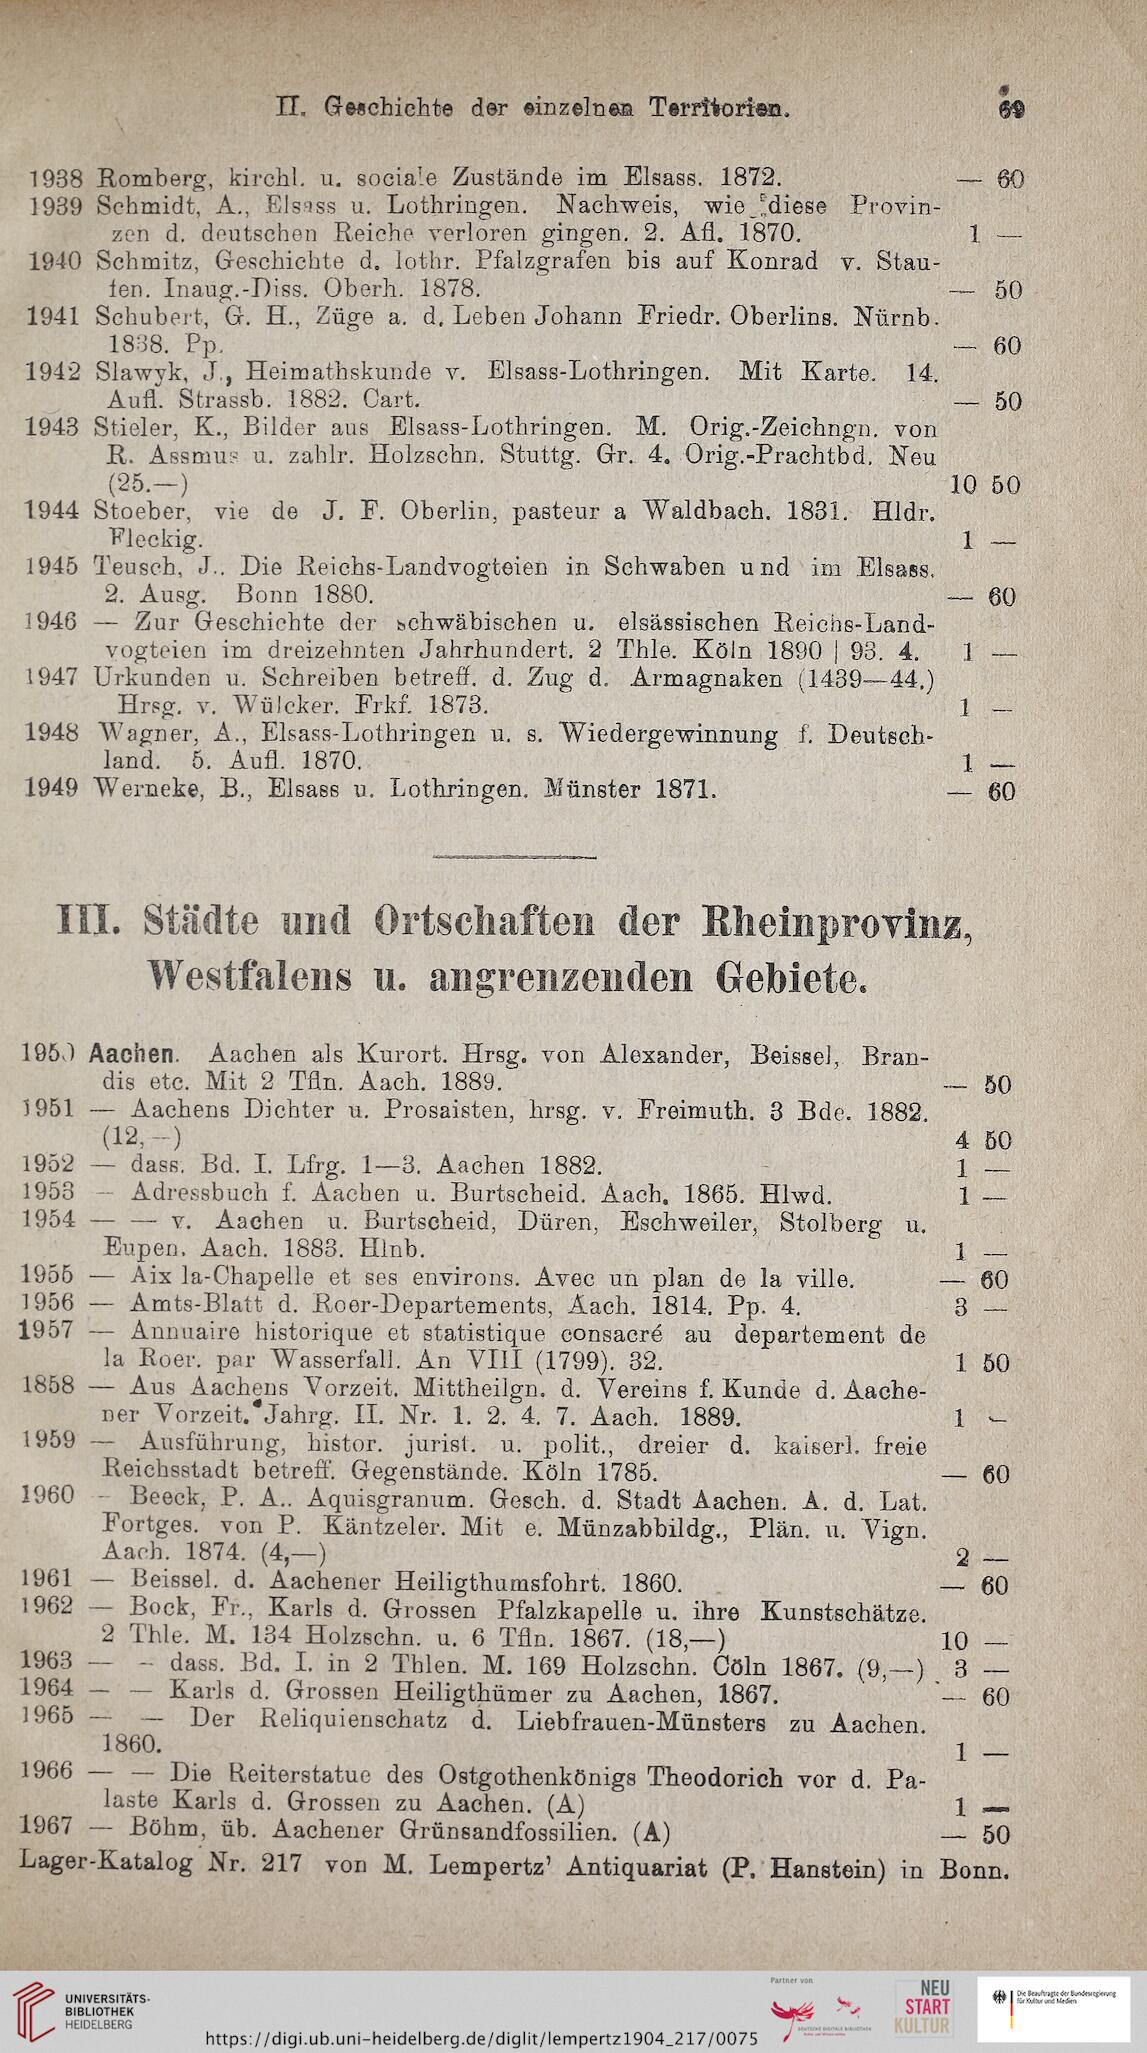 II. Geschichte der einzelnen Territorien. 69
1938 Romberg, kirchl. u. sociale Zustände im Elsass. 1872. — 60
1939 Schmidt, A., Elsass u. Lothringen. Nachweis, wie diese Provin-
zen d. deutschen Reiche verloren gingen. 2. Afl. 1870. 1 —
1940 Schmitz, Geschichte d. lothr. Pfalzgrafen bis auf Konrad v. Stau-
fen. Inaug.-Diss. Oberh. 1878. — 50
1941 Schubert, G. H., Züge a. d. Leben Johann Friedr. Oberlins. Nürnb.
1838. Pp. — 60
1942 Slawyk, J., Heimathskunde v. Elsass-Lothringen. Mit Karte. 14.
Aufl. Strassb. 1882. Cart. — 50
1943 Stieler, K., Bilder aus Elsass-Lothringen. M. Orig.-Zeichngn. von
R. Assmus u. zahlr. Holzschn. Stuttg. Gr. 4. Orig.-Prachtbd. Neu
(25.—) 10 50
1944 Stoeber, vie de J. F. Oberlin, pasteur a Waldbach. 1831. Hldr.
Fleckig. 1 —
1945 Teusch, J.. Die Reichs-Landvogteien in Schwaben und im Elsass.
2. Ausg. Bonn 1880. — 60
1946 — Zur Geschichte der schwäbischen u. elsässischen Reichs-Land-
vogteien im dreizehnten Jahrhundert. 2 Thle. Köln 1890 | 93. 4. 1 —
1947 Urkunden u. Schreiben betreff. d. Zug d. Armagnaken (1439—44.)
Hrsg. v. Wülcker. Frkf. 1873. 1 —
1948 Wagner, A., Elsass-Lothringen u. s. Wiedergewinnung f. Deutsch-
land. 5. Aufl. 1870. 1 —
1949 Werneke, B., Elsass u. Lothringen. Münster 1871. — 60
III. Städte und Ortschaften der Rheinprovinz,
Westfalens u. angrenzenden Gebiete.
1950 Aachen. Aachen als Kurort. Hrsg. von Alexander, Beissel, Bran-
dis etc. Mit 2 Tfln. Aach. 1889. — 50
1951 — Aachens Dichter u. Prosaisten, hrsg. v. Freimuth. 3 Bde. 1882.
(12,—) 4 50
1952 — dass. Bd. I. Lfrg. 1—3. Aachen 1882. 1 —
1953 — Adressbuch f. Aachen u. Burtscheid. Aach. 1865. Hlwd. 1 —
1954 — — v. Aachen u. Burtscheid, Düren, Eschweiler, Stolberg u.
Eupen. Aach. 1883. Hlnb. 1 —
1955 — Aix la-Chapelle et ses environs. Avec un plan de la ville. — 60
1956 — Amts-Blatt d. Roer-Departements, Aach. 1814. Pp. 4. 3 —
1957 — Annuaire historique et statistique consacré au departement de
la Roer. par Wasserfall. An VIII (1799). 32. 1 50
1858 — Aus Aachens Vorzeit. Mittheilgn. d. Vereins f. Kunde d. Aache-
ner Vorzeit. Jahrg. II. Nr. 1. 2. 4. 7. Aach. 1889. 1 —
1959 — Ausführung, histor. jurist. u. polit., dreier d. kaiserl. freie
Reichsstadt betreff. Gegenstände. Köln 1785. — 60
1960 — Beeck, P. A.. Aquisgranum. Gesch. d. Stadt Aachen. A. d. Lat.
Fortges. von P. Käntzeler. Mit e. Münzabbildg., Plän. u. Vign.
Aach. 1874. (4,—) 2 —
1961 — Beissel. d. Aachener Heiligthumsfohrt. 1860. — 60
1962 — Bock, Fr., Karls d. Grossen Pfalzkapelle u. ihre Kunstschätze.
2 Thle. M. 134 Holzschn. u. 6 Tfln. 1867. (18,—) 10 —
1963 — — dass. Bd. I. in 2 Thlen. M. 169 Holzschn. Cöln 1867. (9,—) 3 —
1964 — — Karls d. Grossen Heiligthümer zu Aachen, 1867. — 60
1965 — — Der Reliquienschatz d. Liebfrauen-Münsters zu Aachen.
1860. 1 —
1966 — — Die Reiterstatue des Ostgothenkönigs Theodorich vor d. Pa-
laste Karls d. Grossen zu Aachen. (A) 1 —
1967 — Böhm, üb. Aachener Grünsandfossilien. (A) — 50
Lager-Katalog Nr. 217 von M. Lempertz' Antiquariat (P. Hanstein) in Bonn.
UNIVERSITÄTS-
BIBLIOTHEK
HEIDELBERG
https://digi.ub.uni-heidelberg.de/diglit/lempertz1904_217/0075
Partner von
DEUTSCHE DIGITALE BIBLIOTHEK
Kultur und Wissen online
NEU
START
KULTUR
Die Beauftragte der Bundesregierung
für Kultur und Medien